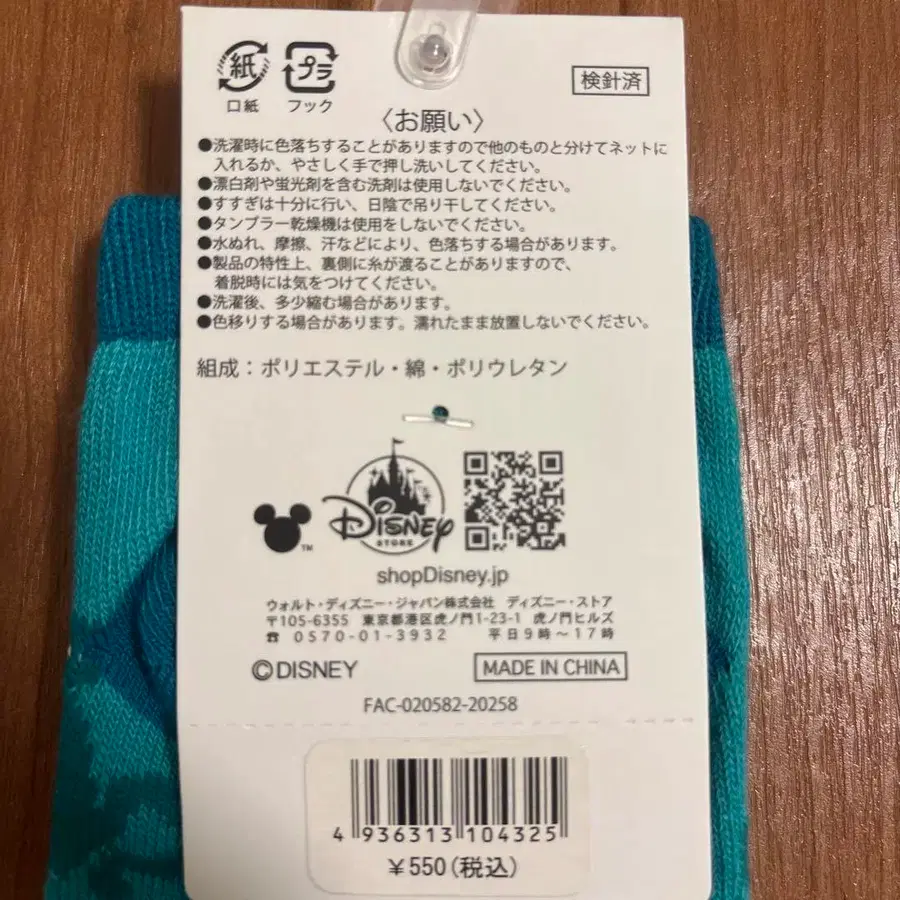 紙
プラ
口紙 フック
検針済
〈お願い〉
●洗濯時に色落ちすることがありますので他のものと分けてネットに
入れるか、やさしく手で押し洗いしてください。
●漂白剤や蛍光剤を含む洗剤は使用しないでください。
●すすぎは十分に行い、日陰で吊り干してください。
●タンブラー乾燥機は使用をしないでください。
●水ぬれ、摩擦、汗などにより、色落ちする場合があります。
●製品の特性上、裏側に糸が渡ることがありますので、
着脱時には気をつけてください。
●洗濯後、多少縮む場合があります。
●色移りする場合があります。濡れたまま放置しないでください。
組成：ポリエステル・綿・ポリウレタン
Disney
STORE
TM
shopDisney.jp
ウォルト・ディズニー・ジャパン株式会社 ディズニー・ストア
〒105-6355 東京都港区虎ノ門1-23-1 虎ノ門ヒルズ
☎ 0570-01-3932 平日9時〜17時
©DISNEY
MADE IN CHINA
FAC-020582-20258
4 936313 104325
¥550(税込)